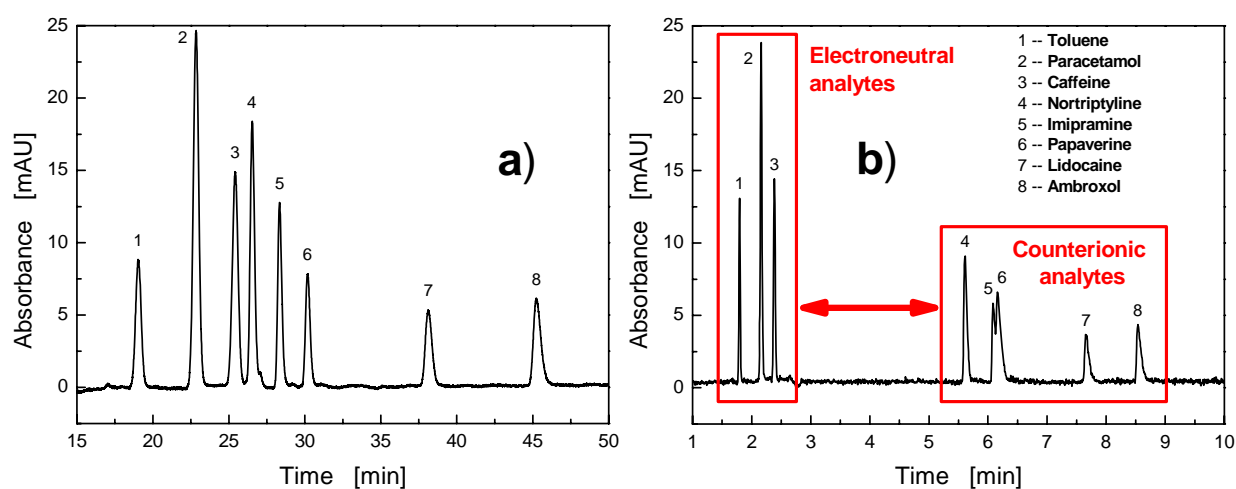 25
20
15
10
5
0
Absorbance [mAU]
15 20 25 30 35 40 45 50
Time [min]
1
2
3
4
5
6
7
8
a)
25
20
15
10
5
0
Absorbance [mAU]
1 2 3 4 5 6 7 8 9 10
Time [min]
1
2
3
Electroneutral
analytes
b)
1 -- Toluene
2 -- Paracetamol
3 -- Caffeine
4 -- Nortriptyline
5 -- Imipramine
6 -- Papaverine
7 -- Lidocaine
8 -- Ambroxol
Counterionic
analytes
4
5
6
7
8